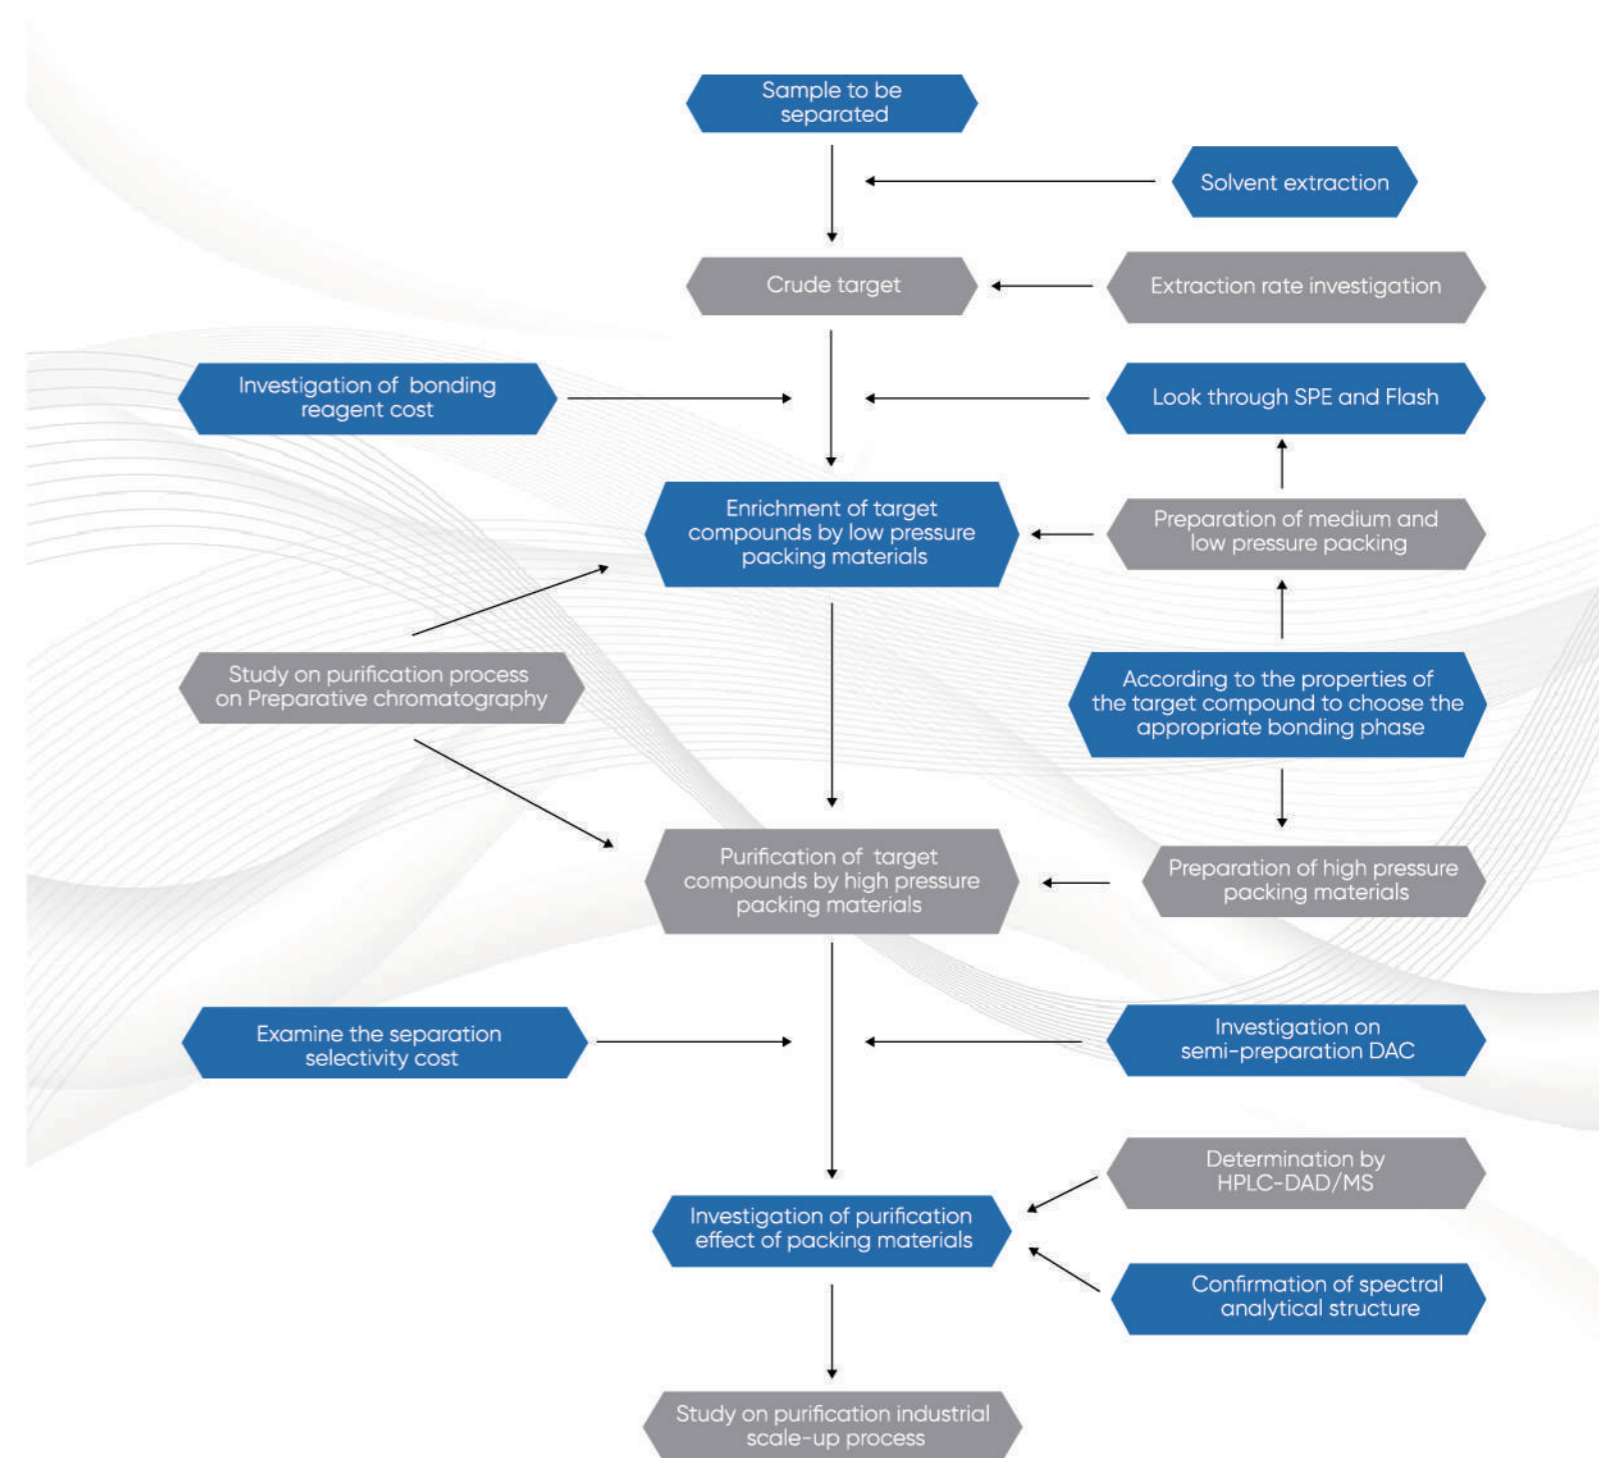 Sample to be
separated
Solvent extraction
Crude target
Extraction rate investigation
Investigation of bonding
reagent cost
Look through SPE and Flash
Enrichment of target
compounds by low pressure
packing materials
Preparation of medium and
low pressure packing
Study on purification process
on Preparative chromatography
According to the properties of
the target compound to choose the
appropriate bonding phase
Purification of target
compounds by high pressure
packing materials
Preparation of high pressure
packing materials
Examine the separation
selectivity cost
Investigation on
semi-preparation DAC
Determination by
HPLC-DAD/MS
Investigation of purification
effect of packing materials
Confirmation of spectral
analytical structure
Study on purification industrial
scale-up process